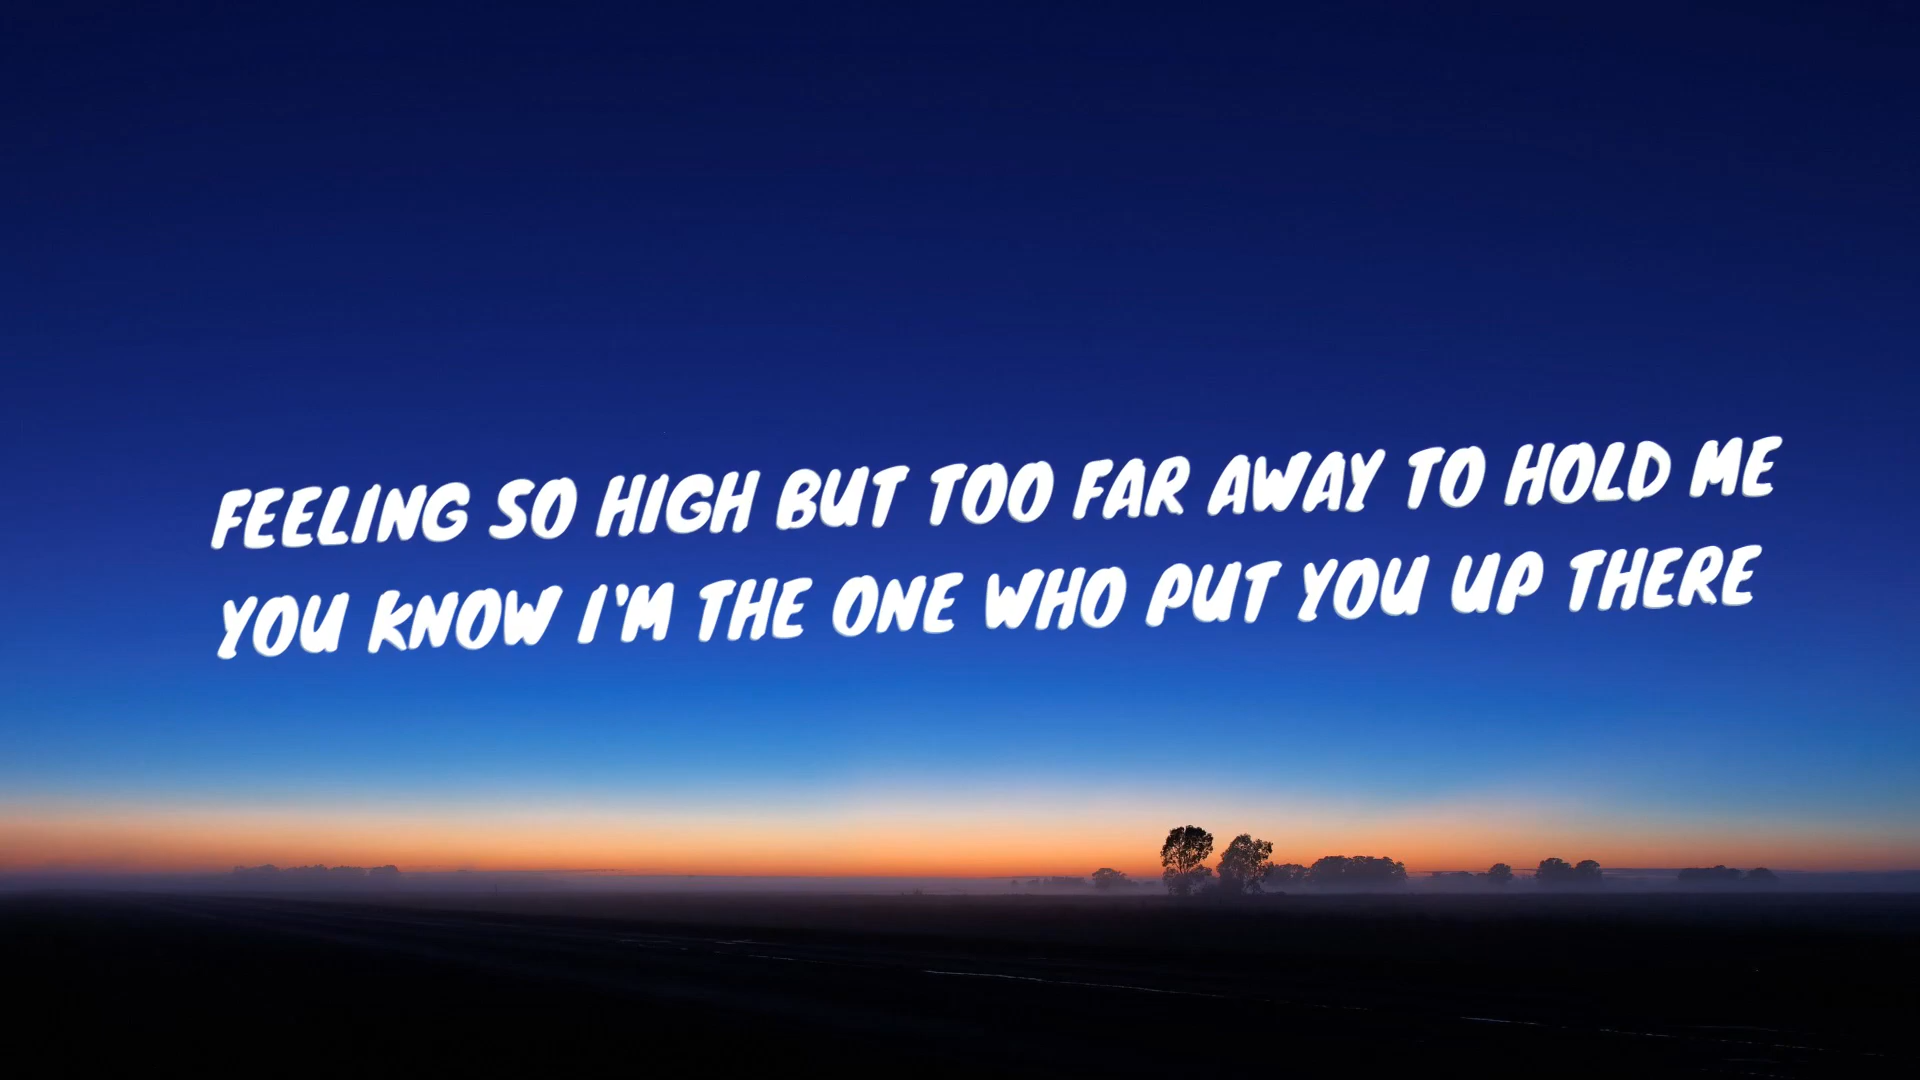 FEELING SO HIGH BUT TOO FAR AWAY TO HOLD ME
YOU KNOW I'M THE ONE WHO PUT YOU UP THERE